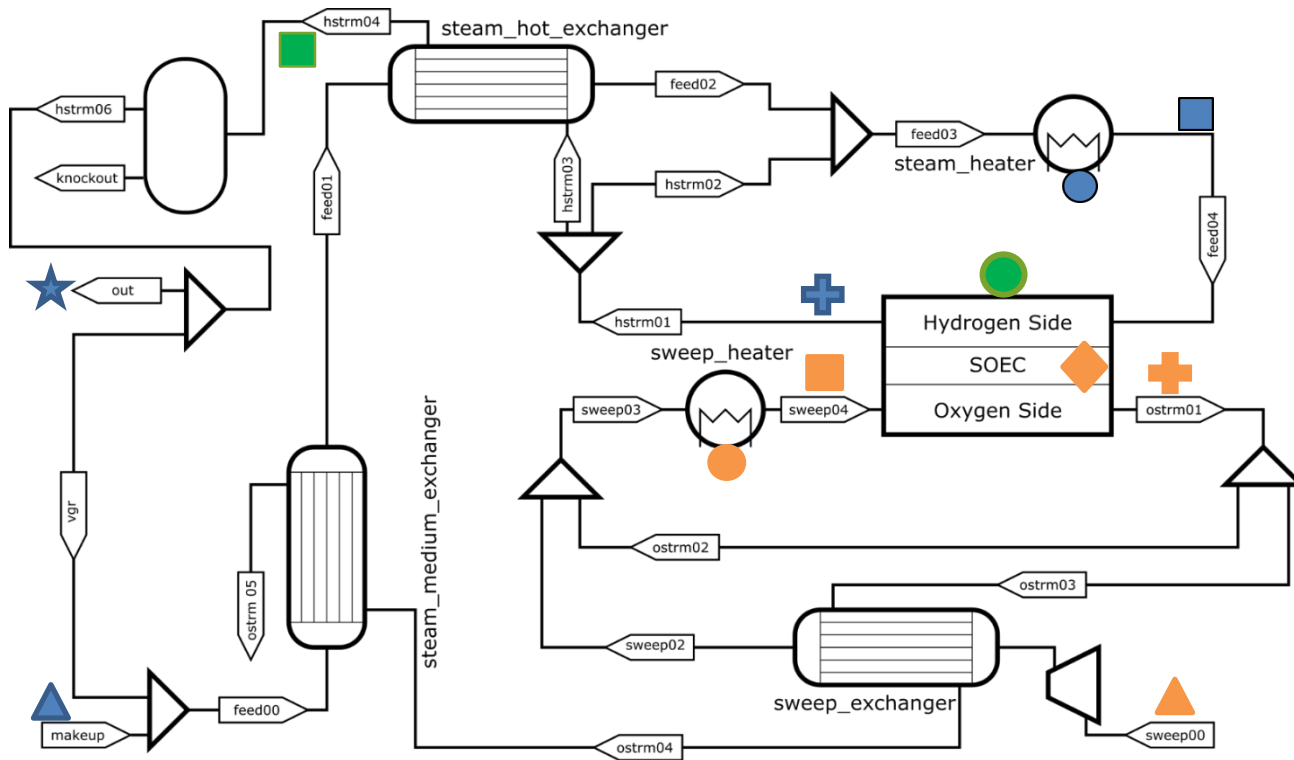 hstrm04
steam_hot_exchanger
hstrm06
feed02
knockout
feed01
hstrm03
hstrm02
feed03
steam_heater
feed04
out
hstrm01
Hydrogen Side
sweep_heater
SOEC
sweep03
sweep04
Oxygen Side
ostrm01
vgr
steam_medium_exchanger
ostrm02
ostrm 05
ostrm03
sweep02
sweep_exchanger
feed00
makeup
ostrm04
sweep00